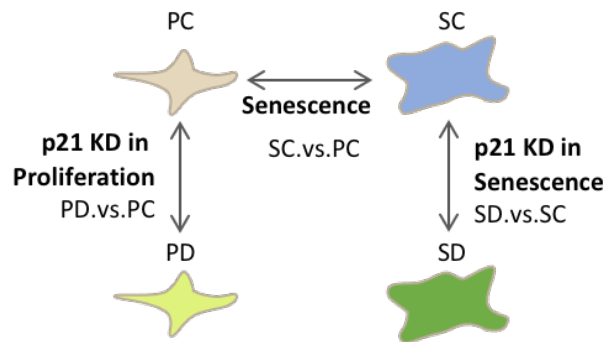 PC
SC
Senescence
SC.vs.PC
p21 KD in
Proliferation
PD.vs.PC
p21 KD in
Senescence
SD.vs.SC
PD
SD